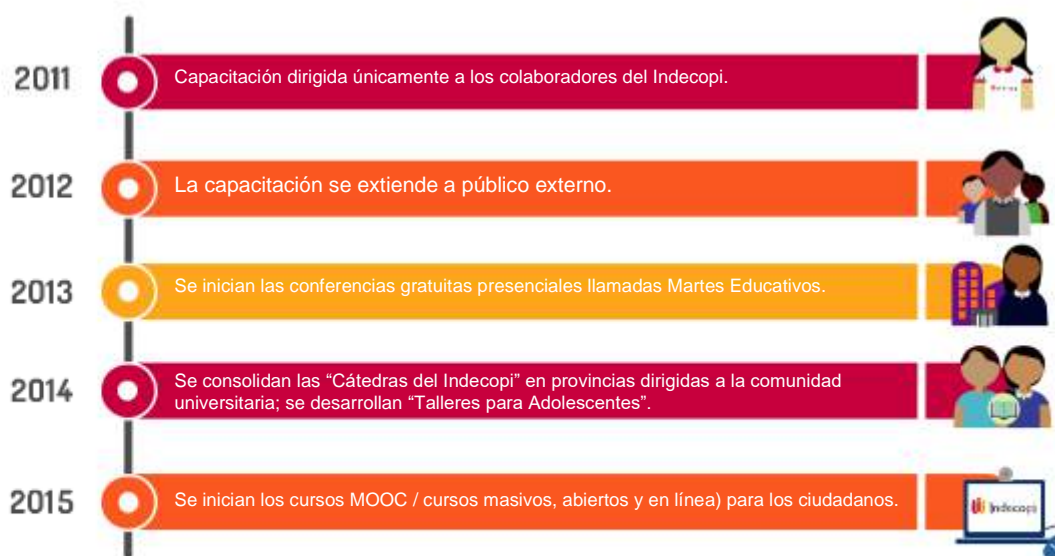 2011
Capacitación dirigida únicamente a los colaboradores del Indecopi.
2012
La capacitación se extiende a público externo.
2013
Se inician las conferencias gratuitas presenciales llamadas Martes Educativos.
2014
Se consolidan las “Cátedras del Indecopi” en provincias dirigidas a la comunidad
universitaria; se desarrollan “Talleres para Adolescentes”.
2015
Se inician los cursos MOOC / cursos masivos, abiertos y en línea) para los ciudadanos.
Indecopi